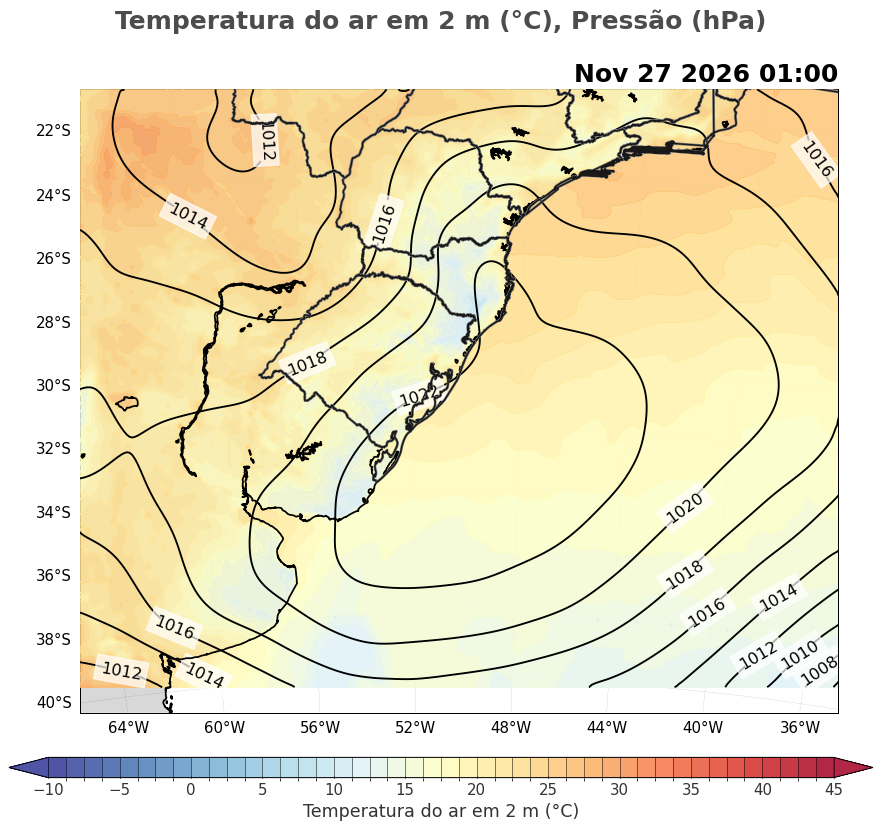 Temperatura do ar em 2 m (°C), Pressão (hPa)
Nov 27 2026 01:00
22°S
24°S
26°S
28°S
30°S
32°S
34°S
36°S
38°S
40°S
1012
1014
1016
1016
1018
1022
1020
1018
1016
1014
1012
1010
1008
1016
1014
1012
64°W 60°W 56°W 52°W 48°W 44°W 40°W 36°W
−10 −5 0 5 10 15 20 25 30 35 40 45
Temperatura do ar em 2 m (°C)